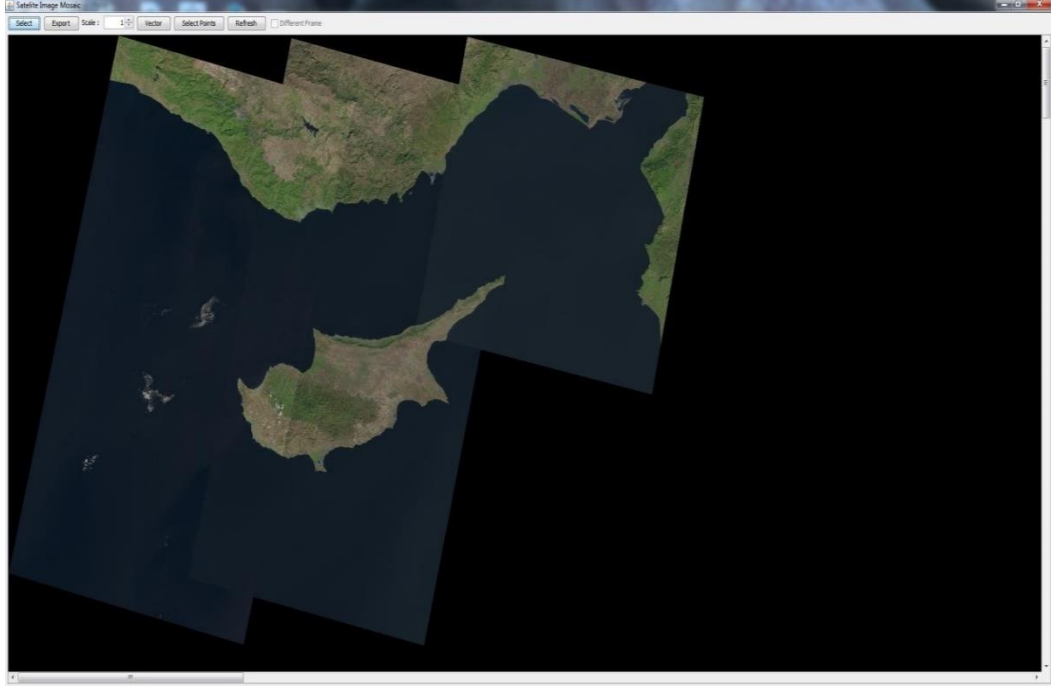 Satelite Image Mosaic
Select Export Scale : 1 Vector Select Points Refresh Different Frame